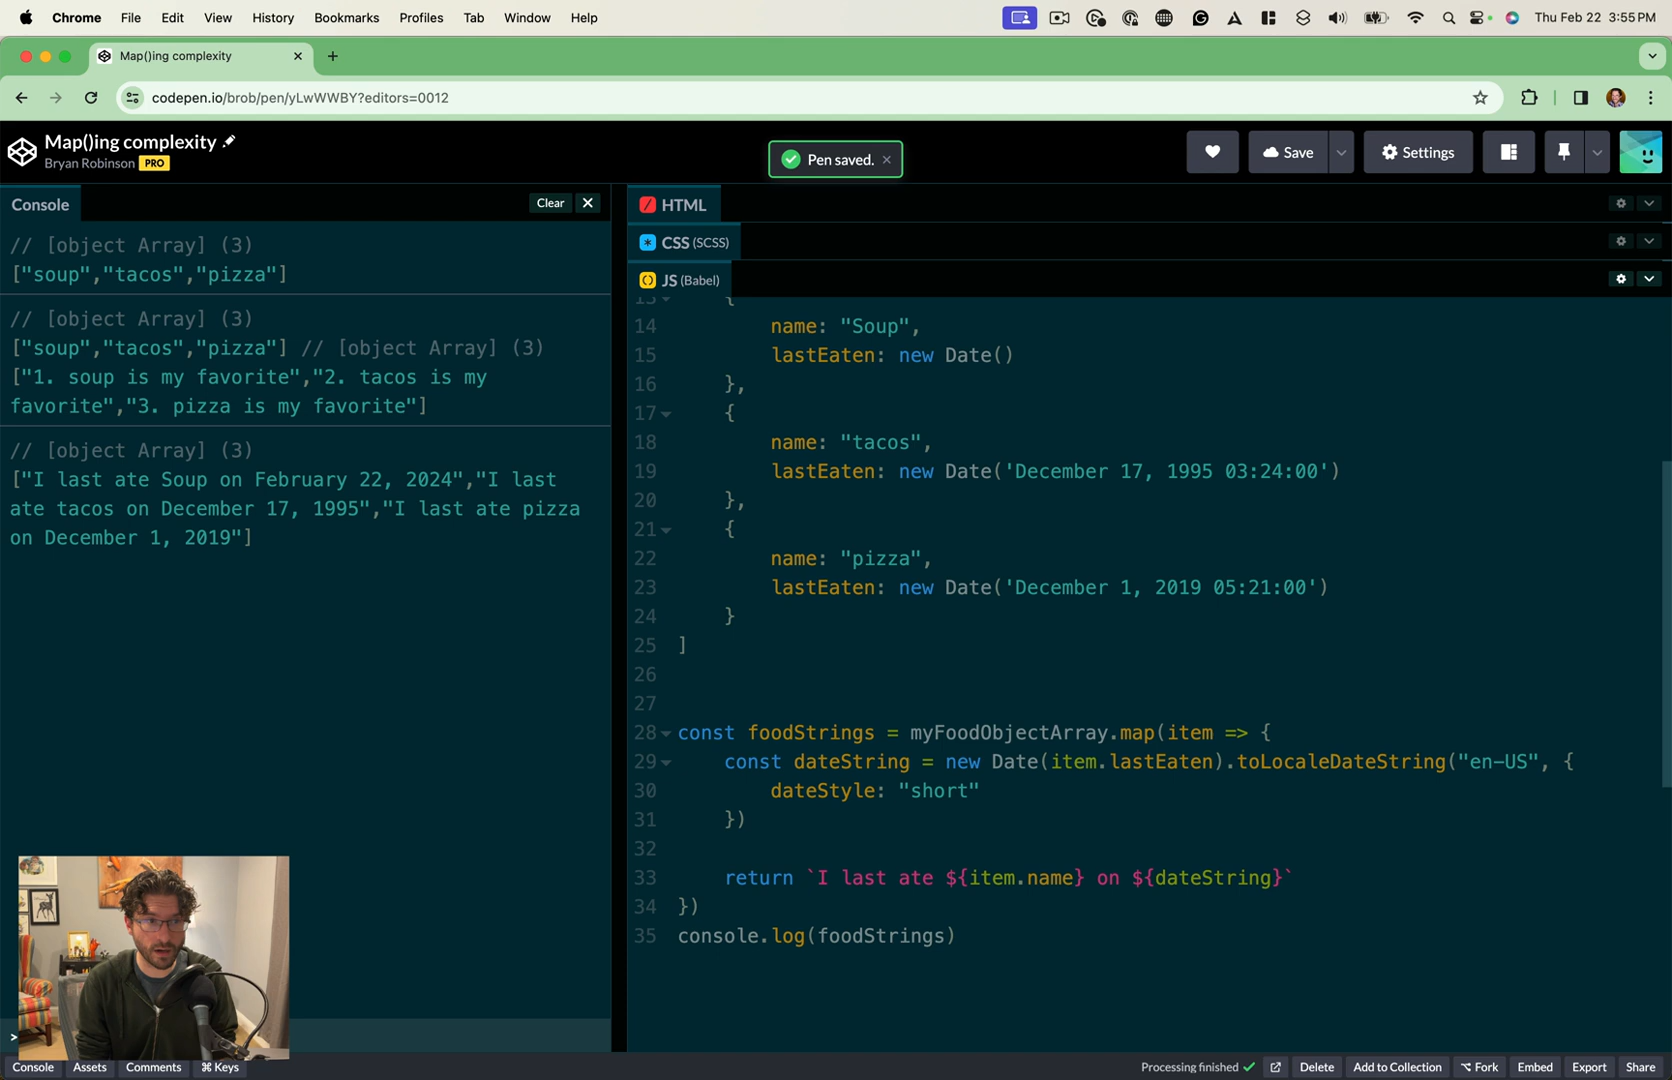 Chrome File Edit View History Bookmarks Profiles Tab Window Help Thu Feb 22 3:55 PM
Map()ing complexity
codepen.io/brob/pen/yLwWWBY?editors=0012
Map()ing complexity
Bryan Robinson PRO
Pen saved.
Save
Settings
Console
Clear
// [object Array] (3)
["soup","tacos","pizza"]
// [object Array] (3)
["soup","tacos","pizza"] // [object Array] (3)
["1. soup is my favorite","2. tacos is my
favorite","3. pizza is my favorite"]
// [object Array] (3)
["I last ate Soup on February 22, 2024","I last
ate tacos on December 17, 1995","I last ate pizza
on December 1, 2019"]
>
HTML
CSS (SCSS)
JS (Babel)
13 {
14 name: "Soup",
15 lastEaten: new Date()
16 },
17 {
18 name: "tacos",
19 lastEaten: new Date('December 17, 1995 03:24:00')
20 },
21 {
22 name: "pizza",
23 lastEaten: new Date('December 1, 2019 05:21:00')
24 }
25 ]
26
27
28 const foodStrings = myFoodObjectArray.map(item => {
29 const dateString = new Date(item.lastEaten).toLocaleDateString("en-US", {
30 dateStyle: "short"
31 })
32
33 return `I last ate ${item.name} on ${dateString}`
34 })
35 console.log(foodStrings)
Console Assets Comments ⌘ Keys Processing finished Delete Add to Collection ⌥ Fork Embed Export Share